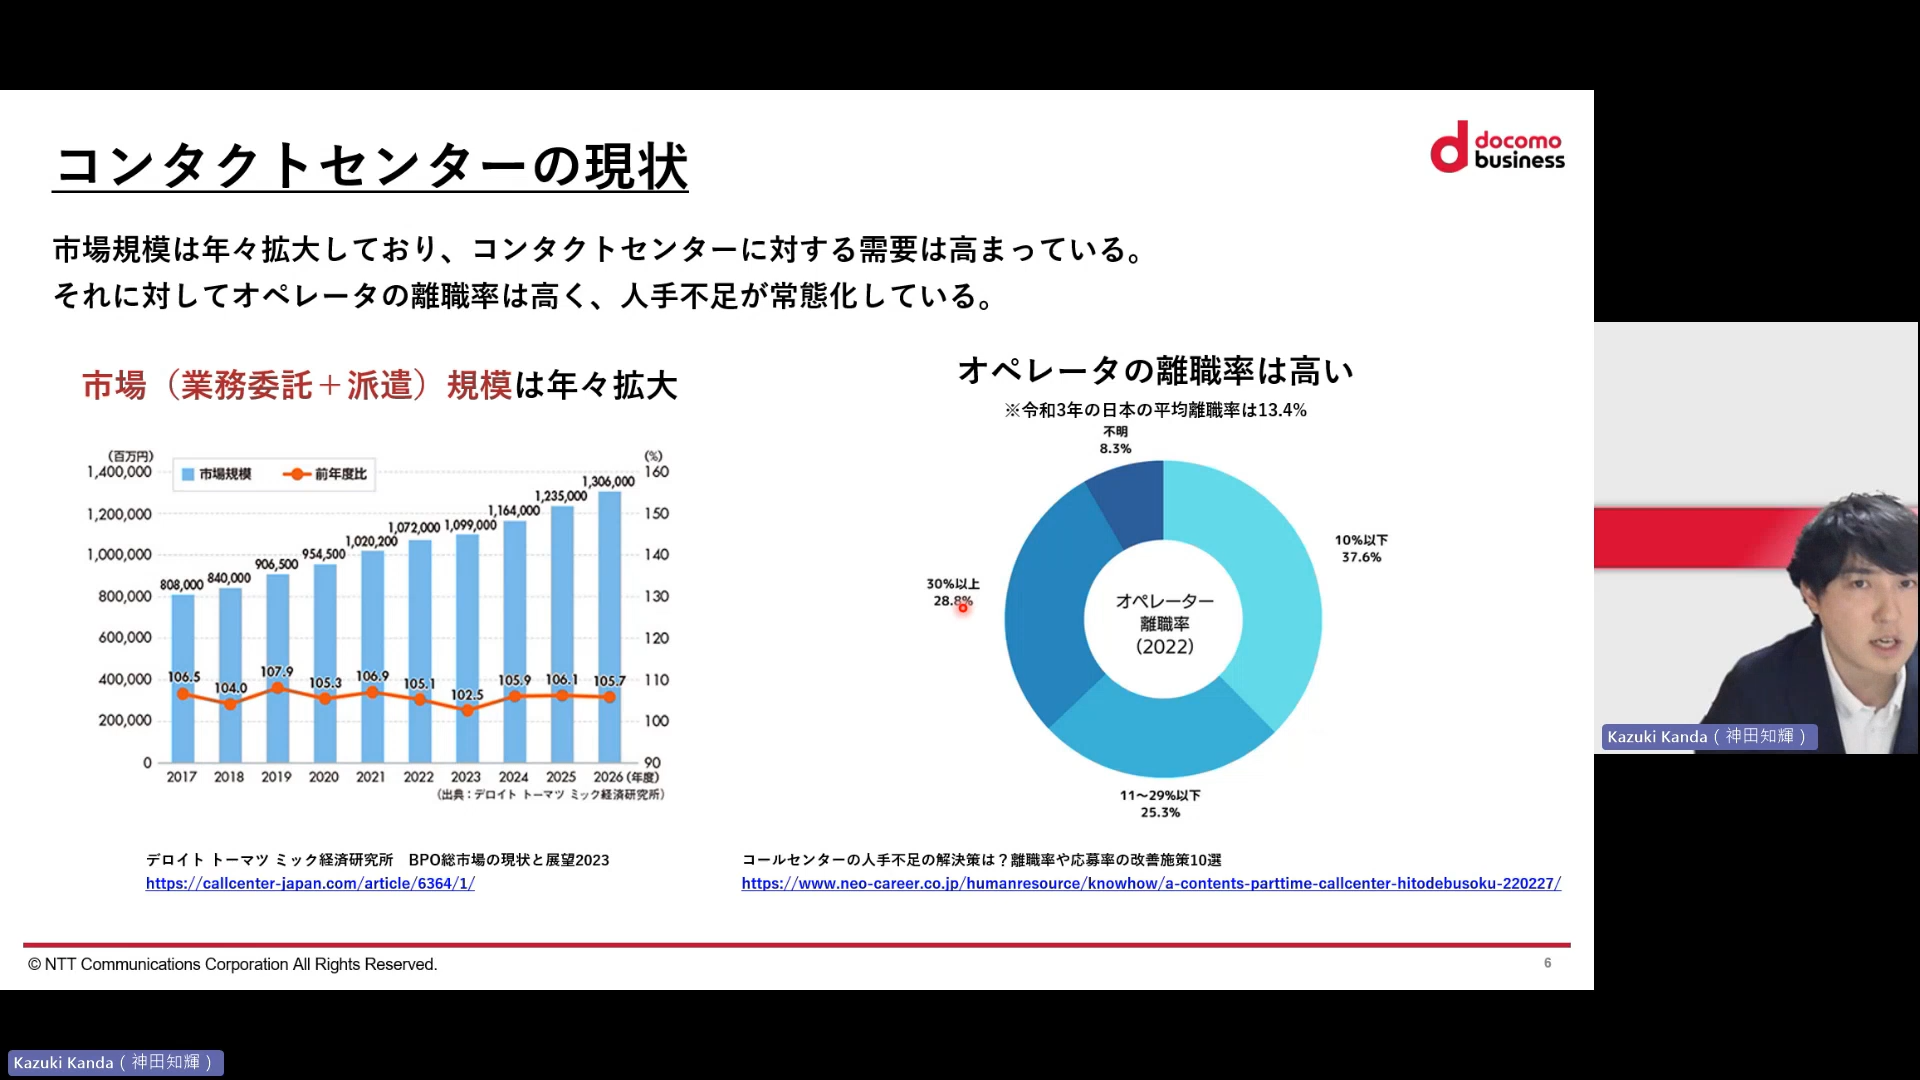 コンタクトセンターの現状
docomo
business
市場規模は年々拡大しており、コンタクトセンターに対する需要は高まっている。
それに対してオペレータの離職率は高く、人手不足が常態化している。
市場（業務委託＋派遣）規模は年々拡大
(百万円)
(%)
市場規模
前年度比
1,400,000
1,200,000
1,000,000
800,000
600,000
400,000
200,000
0
160
150
140
130
120
110
100
90
808,000
840,000
906,500
954,500
1,020,200
1,072,000
1,099,000
1,164,000
1,235,000
1,306,000
106.5
104.0
107.9
105.3
106.9
105.1
102.5
105.9
106.1
105.7
2017 2018 2019 2020 2021 2022 2023 2024 2025 2026 (年度)
（出典：デロイト トーマツ ミック経済研究所）
デロイト トーマツ ミック経済研究所　BPO総市場の現状と展望2023
https://callcenter-japan.com/article/6364/1/
オペレータの離職率は高い
※令和3年の日本の平均離職率は13.4%
不明
8.3%
10%以下
37.6%
30%以上
28.8%
オペレーター
離職率
（2022）
11～29%以下
25.3%
コールセンターの人手不足の解決策は？離職率や応募率の改善施策10選
https://www.neo-career.co.jp/humanresource/knowhow/a-contents-parttime-callcenter-hitodebusoku-220227/
© NTT Communications Corporation All Rights Reserved.
6
Kazuki Kanda（神田知輝）
Kazuki Kanda（神田知輝）